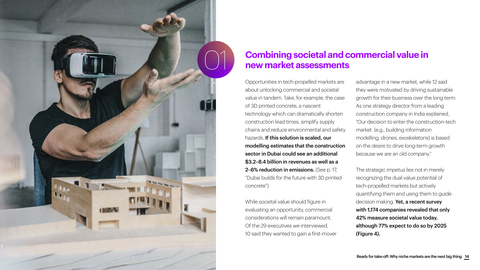 01
Combining societal and commercial value in
new market assessments
Opportunities in tech-propelled markets are
about unlocking commercial and societal
value in tandem. Take, for example, the case
of 3D printed concrete, a nascent
technology which can dramatically shorten
construction lead times, simplify supply
chains and reduce environmental and safety
hazards. If this solution is scaled, our
modelling estimates that the construction
sector in Dubai could see an additional
$3.2–8.4 billion in revenues as well as a
2–6% reduction in emissions. (See p. 17,
"Dubai builds for the future with 3D printed
concrete")
While societal value should figure in
evaluating an opportunity, commercial
considerations will remain paramount.
Of the 29 executives we interviewed,
10 said they wanted to gain a first-mover
advantage in a new market, while 12 said
they were motivated by driving sustainable
growth for their business over the long term.
As one strategy director from a leading
construction company in India explained,
"Our decision to enter the construction-tech
market (e.g., building information
modelling, drones, exoskeletons) is based
on the desire to drive long-term growth
because we are an old company."
The strategic impetus lies not in merely
recognizing the dual value potential of
tech-propelled markets but actively
quantifying them and using them to guide
decision making. Yet, a recent survey
with 1,174 companies revealed that only
42% measure societal value today,
although 77% expect to do so by 2025
(Figure 4).
Ready for take-off: Why niche markets are the next big thing 14